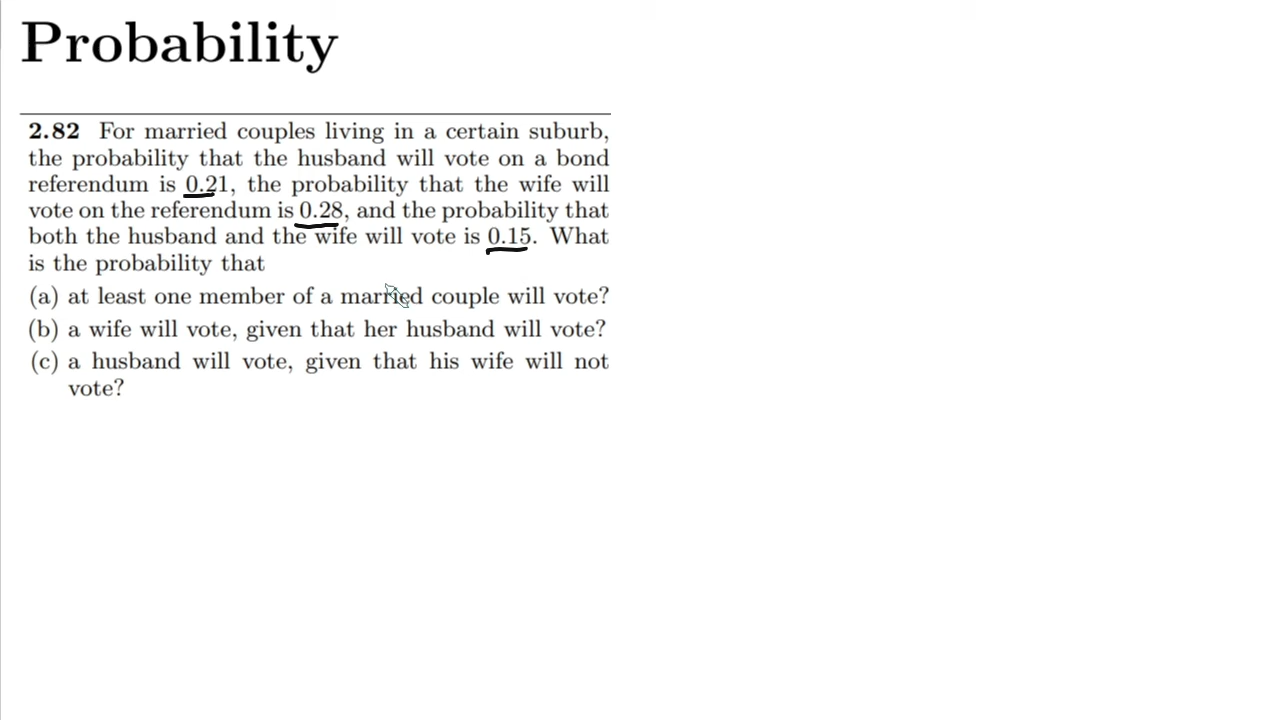 Probability
2.82 For married couples living in a certain suburb,
the probability that the husband will vote on a bond
referendum is 0.21, the probability that the wife will
vote on the referendum is 0.28, and the probability that
both the husband and the wife will vote is 0.15. What
is the probability that
(a) at least one member of a married couple will vote?
(b) a wife will vote, given that her husband will vote?
(c) a husband will vote, given that his wife will not
vote?